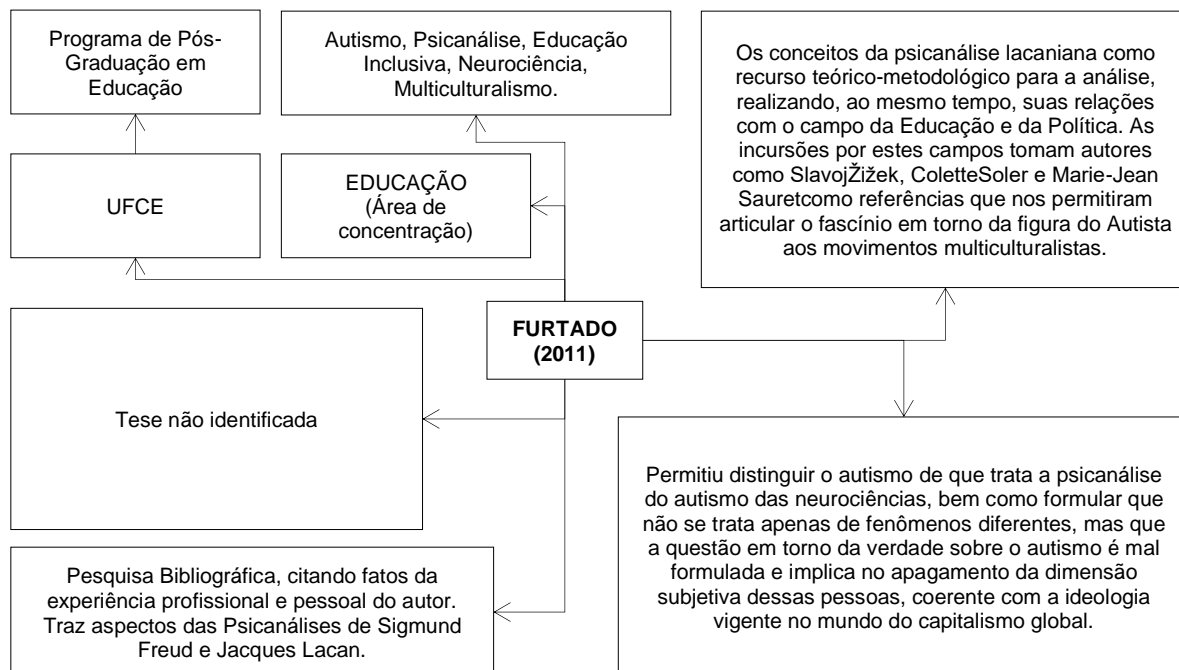 Programa de Pós-
Graduação em
Educação
Autismo, Psicanálise, Educação
Inclusiva, Neurociência,
Multiculturalismo.
Os conceitos da psicanálise lacaniana como
recurso teórico-metodológico para a análise,
realizando, ao mesmo tempo, suas relações
com o campo da Educação e da Política. As
incursões por estes campos tomam autores
como SlavojŽižek, ColetteSoler e Marie-Jean
Sauretcomo referências que nos permitiram
articular o fascínio em torno da figura do Autista
aos movimentos multiculturalistas.
UFCE
EDUCAÇÃO
(Área de
concentração)
FURTADO
(2011)
Tese não identificada
Permitiu distinguir o autismo de que trata a psicanálise
do autismo das neurociências, bem como formular que
não se trata apenas de fenômenos diferentes, mas que
a questão em torno da verdade sobre o autismo é mal
formulada e implica no apagamento da dimensão
subjetiva dessas pessoas, coerente com a ideologia
vigente no mundo do capitalismo global.
Pesquisa Bibliográfica, citando fatos da
experiência profissional e pessoal do autor.
Traz aspectos das Psicanálises de Sigmund
Freud e Jacques Lacan.